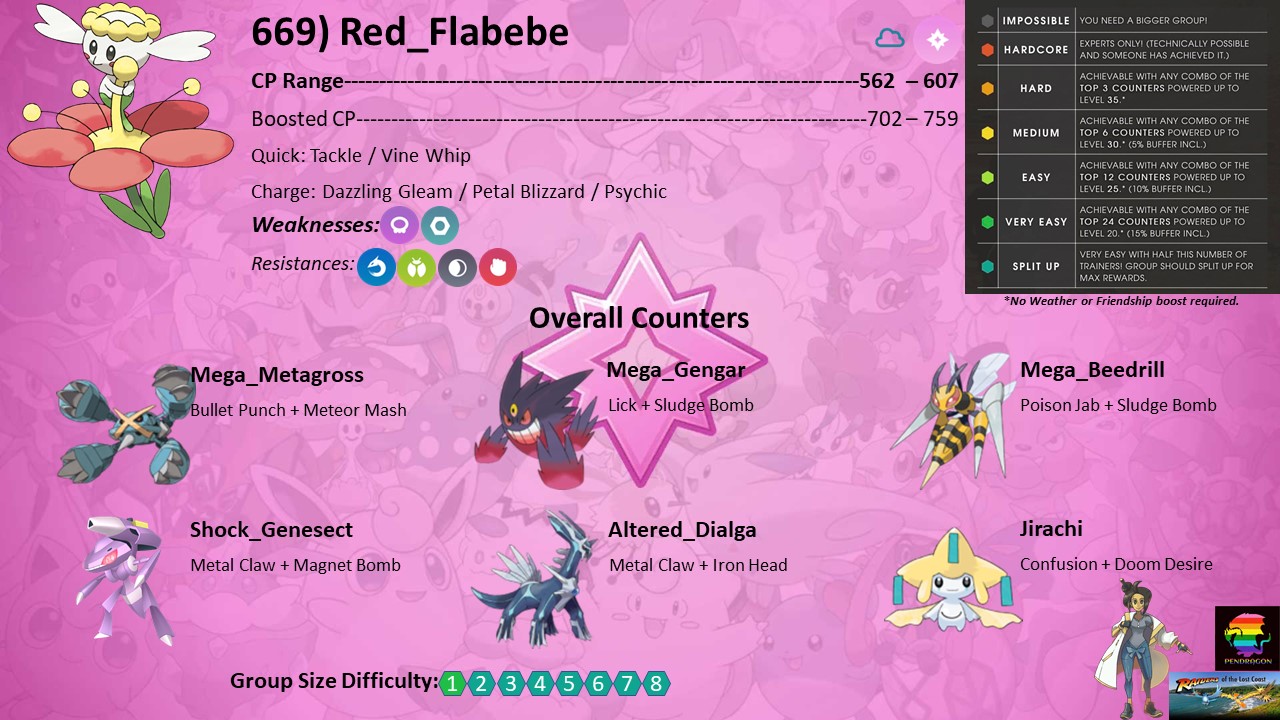 669) Red_Flabebe
CP Range--------------------------------------------------------------------------562 – 607
Boosted CP-------------------------------------------------------------------------702 – 759
Quick: Tackle / Vine Whip
Charge: Dazzling Gleam / Petal Blizzard / Psychic
Weaknesses:
Resistances:
IMPOSSIBLE YOU NEED A BIGGER GROUP!
HARDCORE EXPERTS ONLY! (TECHNICALLY POSSIBLE
AND SOMEONE HAS ACHIEVED IT.)
HARD ACHIEVABLE WITH ANY COMBO OF THE
TOP 3 COUNTERS POWERED UP TO
LEVEL 35.*
MEDIUM ACHIEVABLE WITH ANY COMBO OF THE
TOP 6 COUNTERS POWERED UP TO
LEVEL 30.* (5% BUFFER INCL.)
EASY ACHIEVABLE WITH ANY COMBO OF THE
TOP 12 COUNTERS POWERED UP TO
LEVEL 25.* (10% BUFFER INCL.)
VERY EASY ACHIEVABLE WITH ANY COMBO OF THE
TOP 24 COUNTERS POWERED UP TO
LEVEL 20.* (15% BUFFER INCL.)
SPLIT UP VERY EASY WITH HALF THIS NUMBER OF
TRAINERS! GROUP SHOULD SPLIT UP FOR
MAX REWARDS.
*No Weather or Friendship boost required.
Overall Counters
Mega_Metagross
Bullet Punch + Meteor Mash
Mega_Gengar
Lick + Sludge Bomb
Mega_Beedrill
Poison Jab + Sludge Bomb
Shock_Genesect
Metal Claw + Magnet Bomb
Altered_Dialga
Metal Claw + Iron Head
Jirachi
Confusion + Doom Desire
Group Size Difficulty: 1 2 3 4 5 6 7 8
PENDRAGON
RAIDERS of the Lost Coast